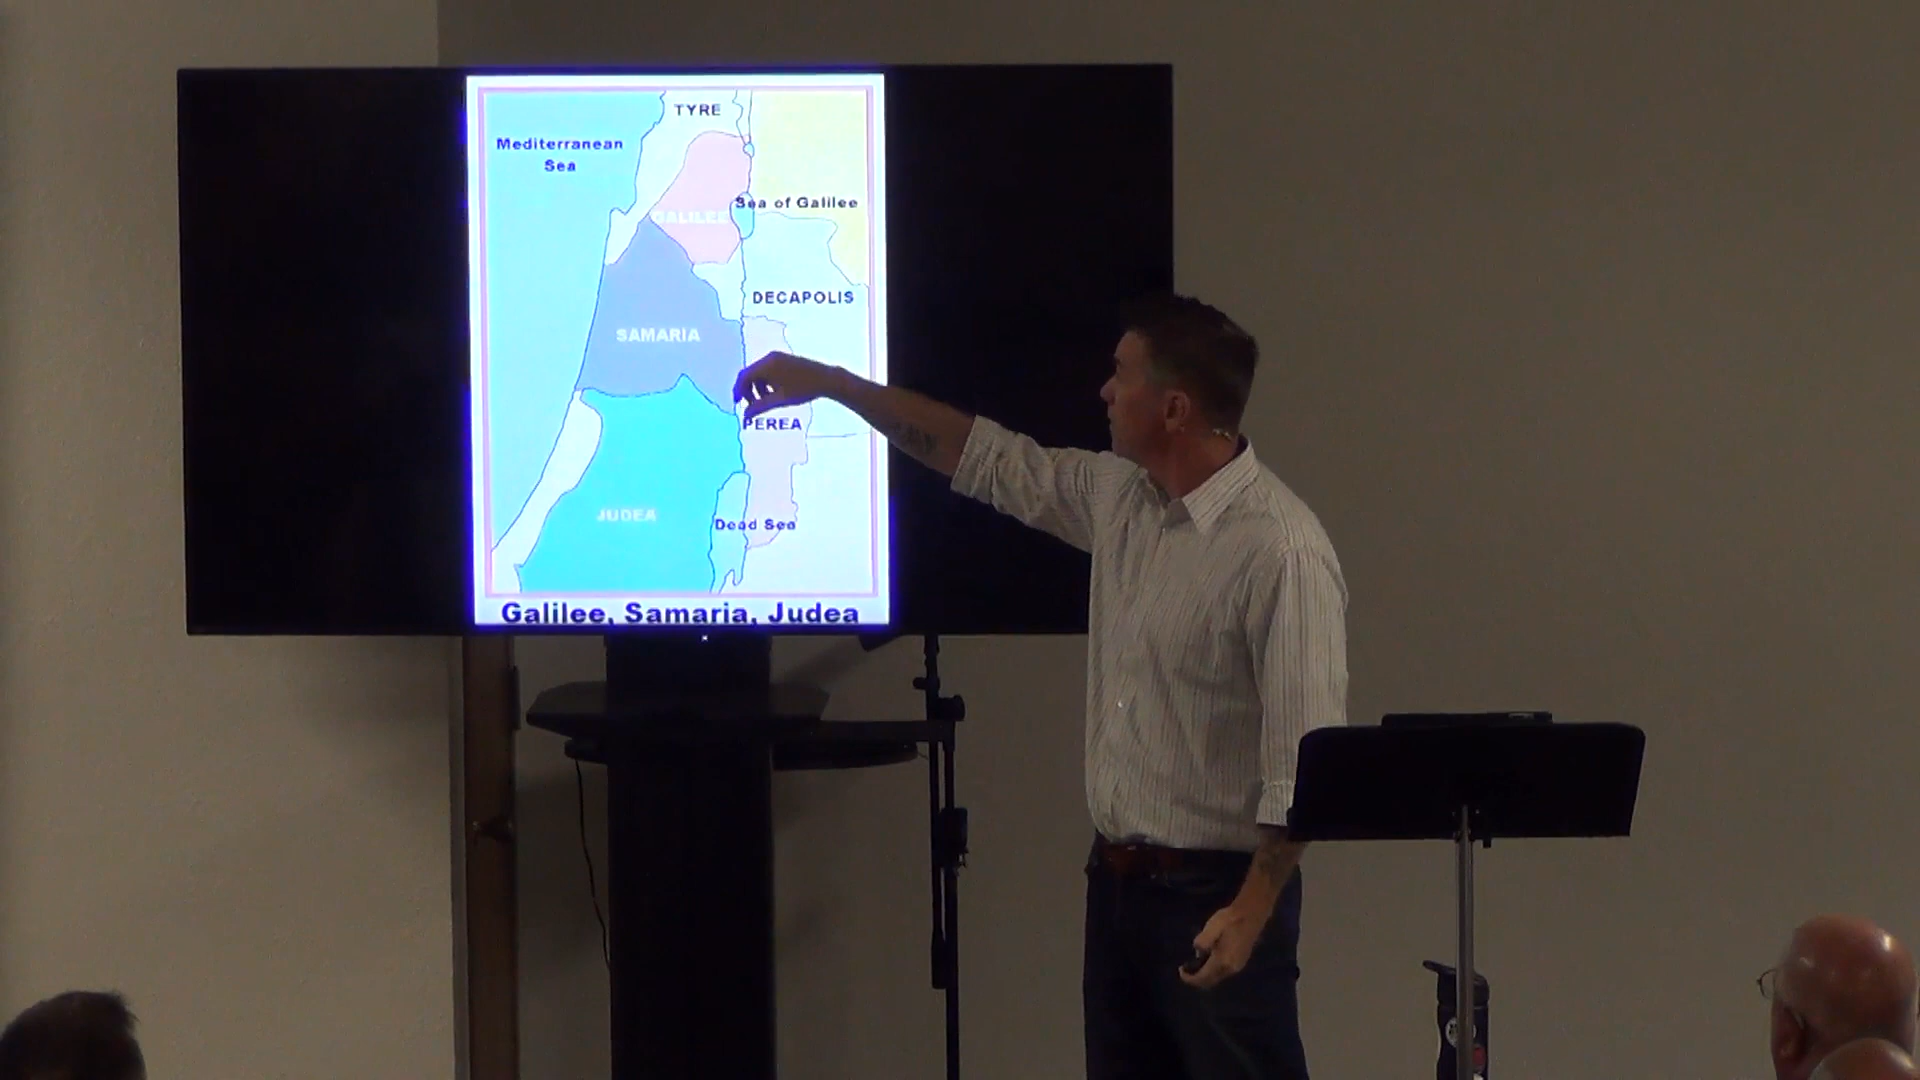 TYRE
Mediterranean
Sea
Sea of Galilee
GALILEE
DECAPOLIS
SAMARIA
PEREA
JUDEA
Dead Sea
Galilee, Samaria, Judea